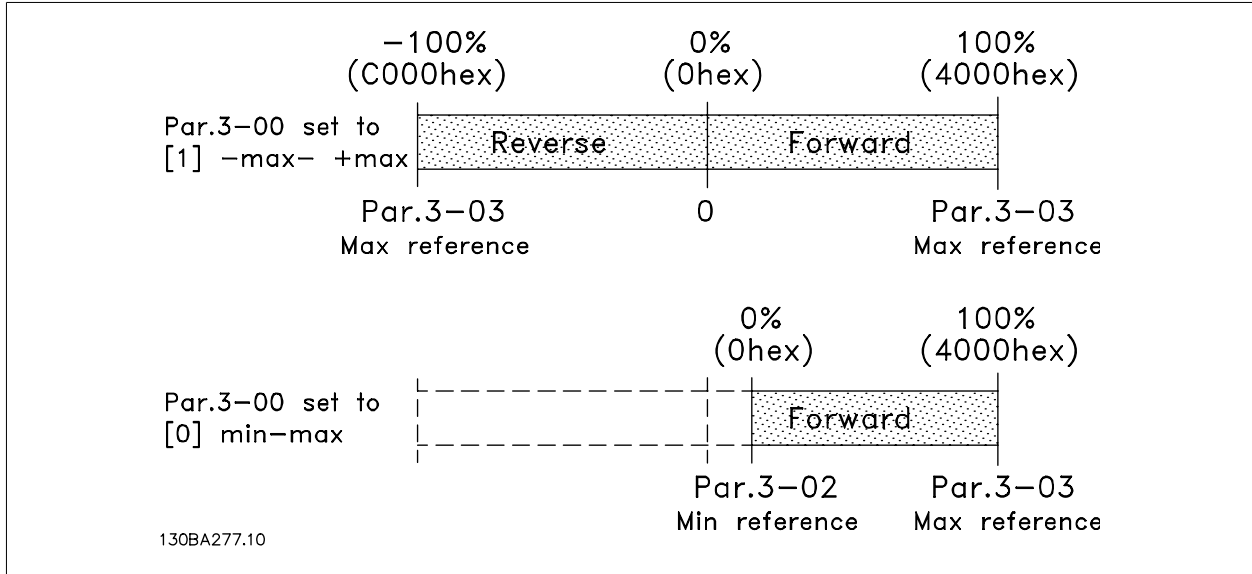 -100% 0% 100%
(C000hex) (0hex) (4000hex)
Par.3-00 set to
[1] -max- +max
Reverse Forward
Par.3-03 0 Par.3-03
Max reference Max reference
0% 100%
(0hex) (4000hex)
Par.3-00 set to
[0] min-max
Forward
Par.3-02 Par.3-03
Min reference Max reference
130BA277.10